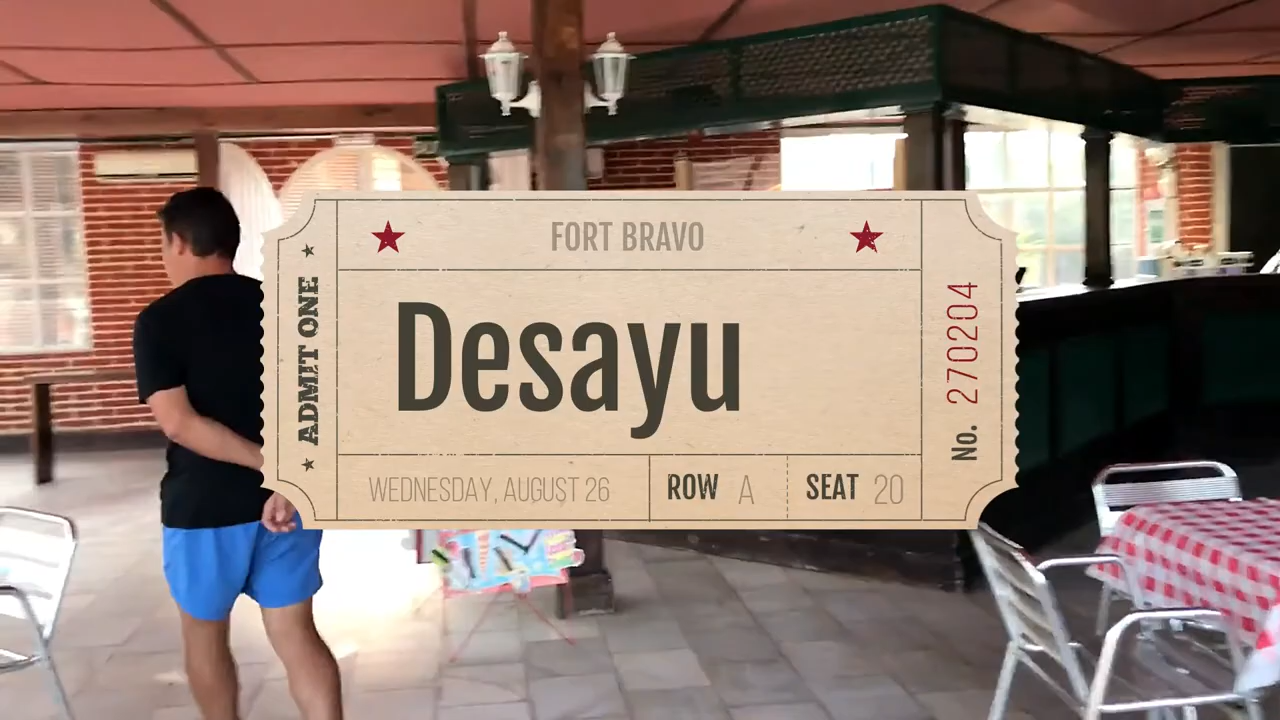 FORT BRAVO
ADMIT ONE
Desayu
No. 270204
WEDNESDAY, AUGUST 26
ROW A
SEAT 20